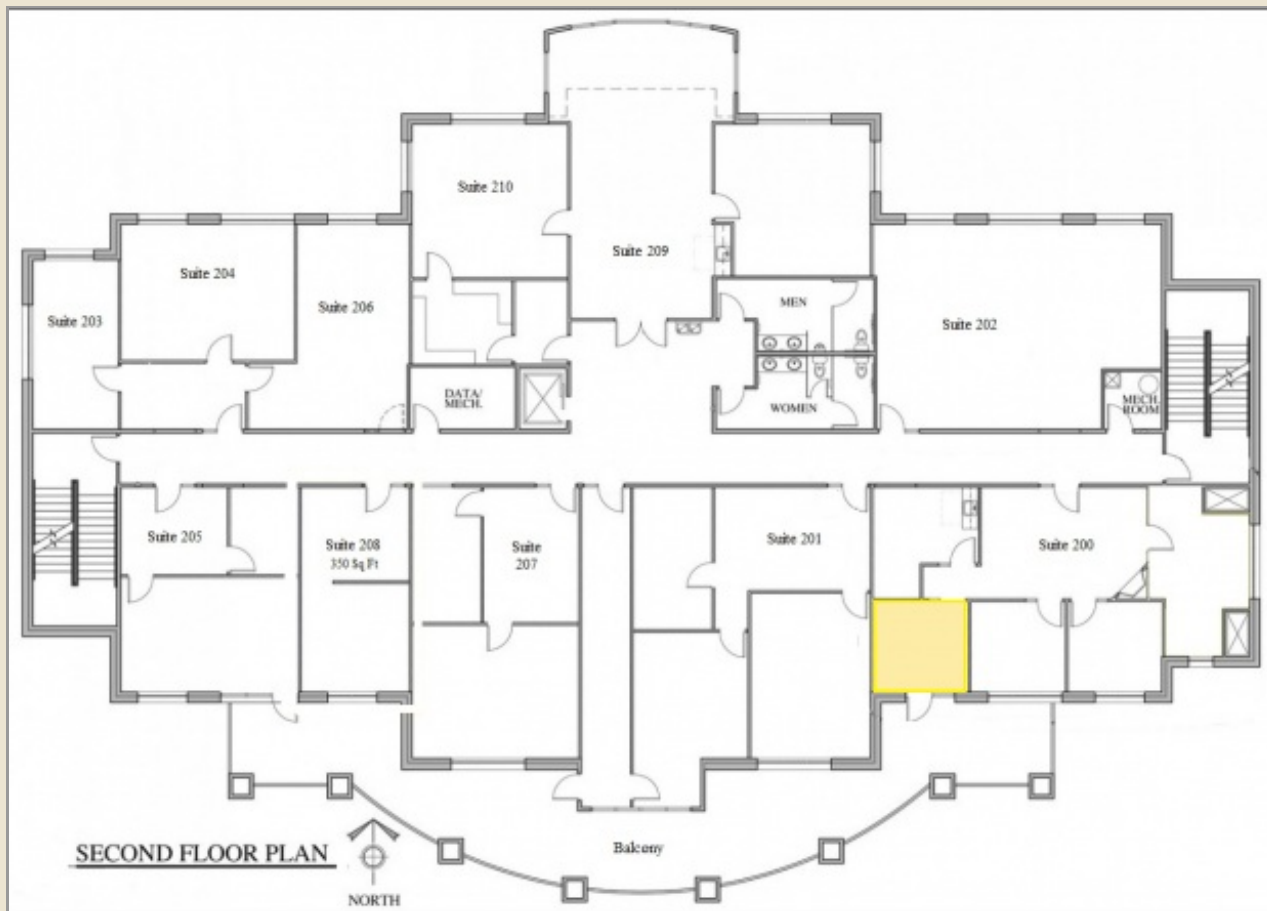 Suite 210
Suite 209
Suite 204
Suite 206
Suite 203
MEN
Suite 202
DATA/
MECH.
WOMEN
MECH.
ROOM
Suite 205
Suite 208
350 Sq Ft
Suite
207
Suite 201
Suite 200
Balcony
SECOND FLOOR PLAN
NORTH